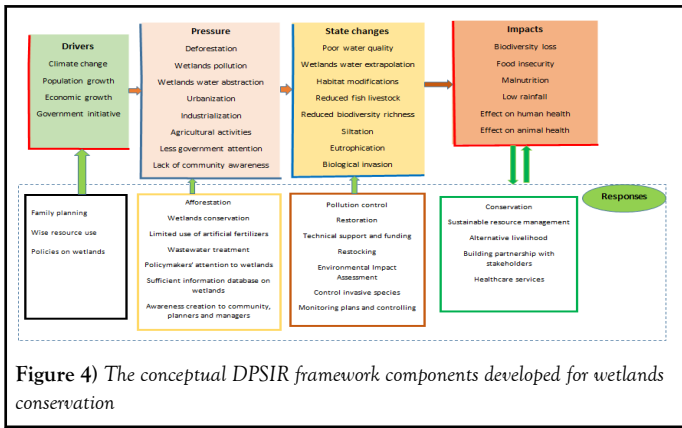 Drivers
Climate change
Population growth
Economic growth
Government initiative
Pressure
Deforestation
Wetlands pollution
Wetlands water abstraction
Urbanization
Industrialization
Agricultural activities
Less government attention
Lack of community awareness
State changes
Poor water quality
Wetlands water extrapolation
Habitat modifications
Reduced fish livestock
Reduced biodiversity richness
Siltation
Eutrophication
Biological invasion
Impacts
Biodiversity loss
Food insecurity
Malnutrition
Low rainfall
Effect on human health
Effect on animal health
Responses
Family planning
Wise resource use
Policies on wetlands
Afforestation
Wetlands conservation
Limited use of artificial fertilizers
Wastewater treatment
Policymakers' attention to wetlands
Sufficient information database on
wetlands
Awareness creation to community,
planners and managers
Pollution control
Restoration
Technical support and funding
Restocking
Environmental Impact
Assessment
Control invasive species
Monitoring plans and controlling
Conservation
Sustainable resource management
Alternative livelihood
Building partnership with
stakeholders
Healthcare services
Figure 4) The conceptual DPSIR framework components developed for wetlands
conservation